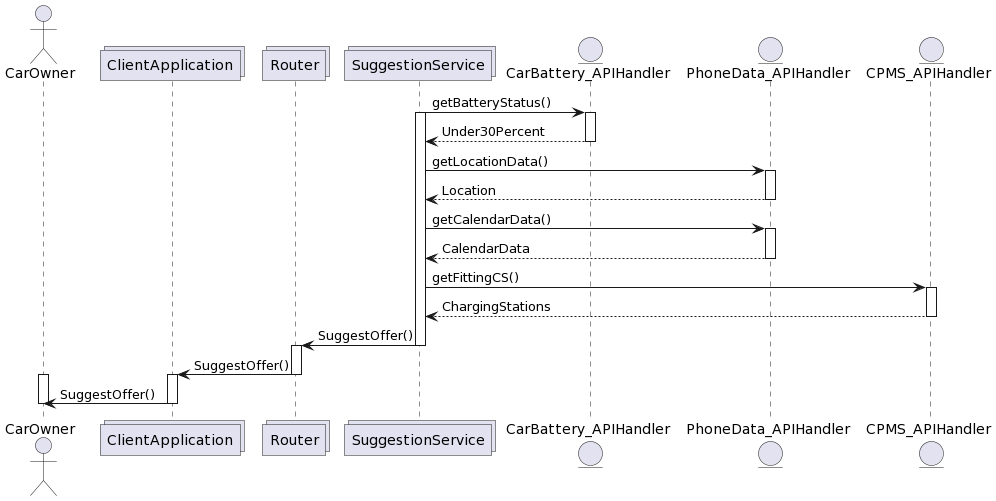 CarOwner
ClientApplication
Router
SuggestionService
CarBattery_APIHandler
PhoneData_APIHandler
CPMS_APIHandler
getBatteryStatus()
Under30Percent
getLocationData()
Location
getCalendarData()
CalendarData
getFittingCS()
ChargingStations
SuggestOffer()
SuggestOffer()
SuggestOffer()
CarOwner
ClientApplication
Router
SuggestionService
CarBattery_APIHandler
PhoneData_APIHandler
CPMS_APIHandler